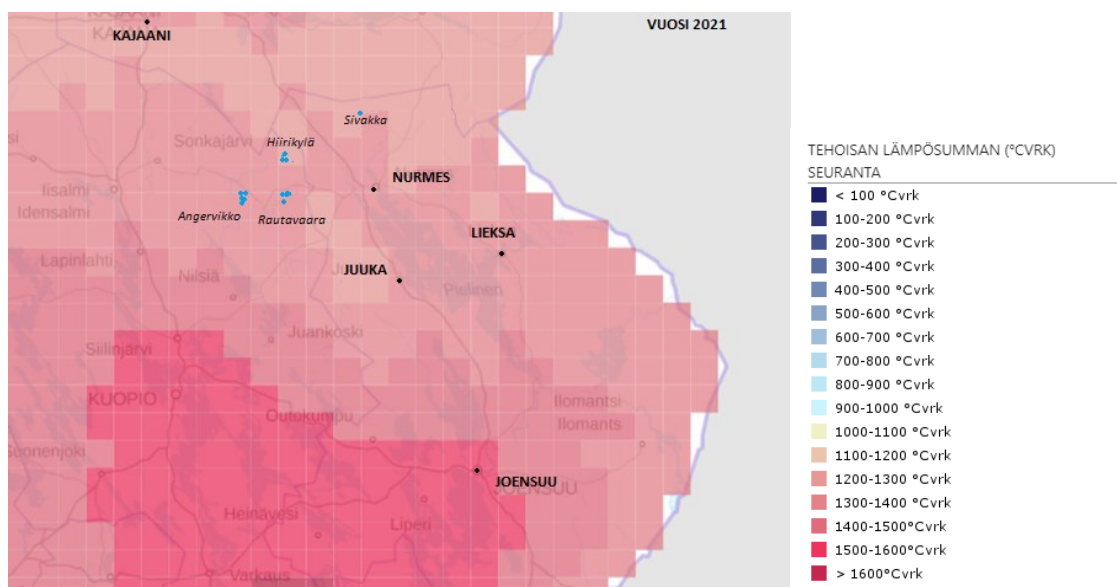 KAJAANI
KAJAANI
VUOSI 2021
Sivakka
Sonkajärvi
Hiirikylä
Iisalmi
Idensalmi
NURMES
Angervikko
Rautavaara
LIEKSA
Lapinlahti
Nilsiä
JUUKA
Pielinen
Juankoski
Siilinjärvi
KUOPIO
Ilomantsi
Ilomants
Outokumpu
Suonenjoki
JOENSUU
JOENSUU
Heinävesi
Liperi
Varkaus
TEHOISAN LÄMPÖSUMMAN (°CVRK)
SEURANTA
< 100 °Cvrk
100-200 °Cvrk
200-300 °Cvrk
300-400 °Cvrk
400-500 °Cvrk
500-600 °Cvrk
600-700 °Cvrk
700-800 °Cvrk
800-900 °Cvrk
900-1000 °Cvrk
1000-1100 °Cvrk
1100-1200 °Cvrk
1200-1300 °Cvrk
1300-1400 °Cvrk
1400-1500°Cvrk
1500-1600°Cvrk
> 1600°Cvrk